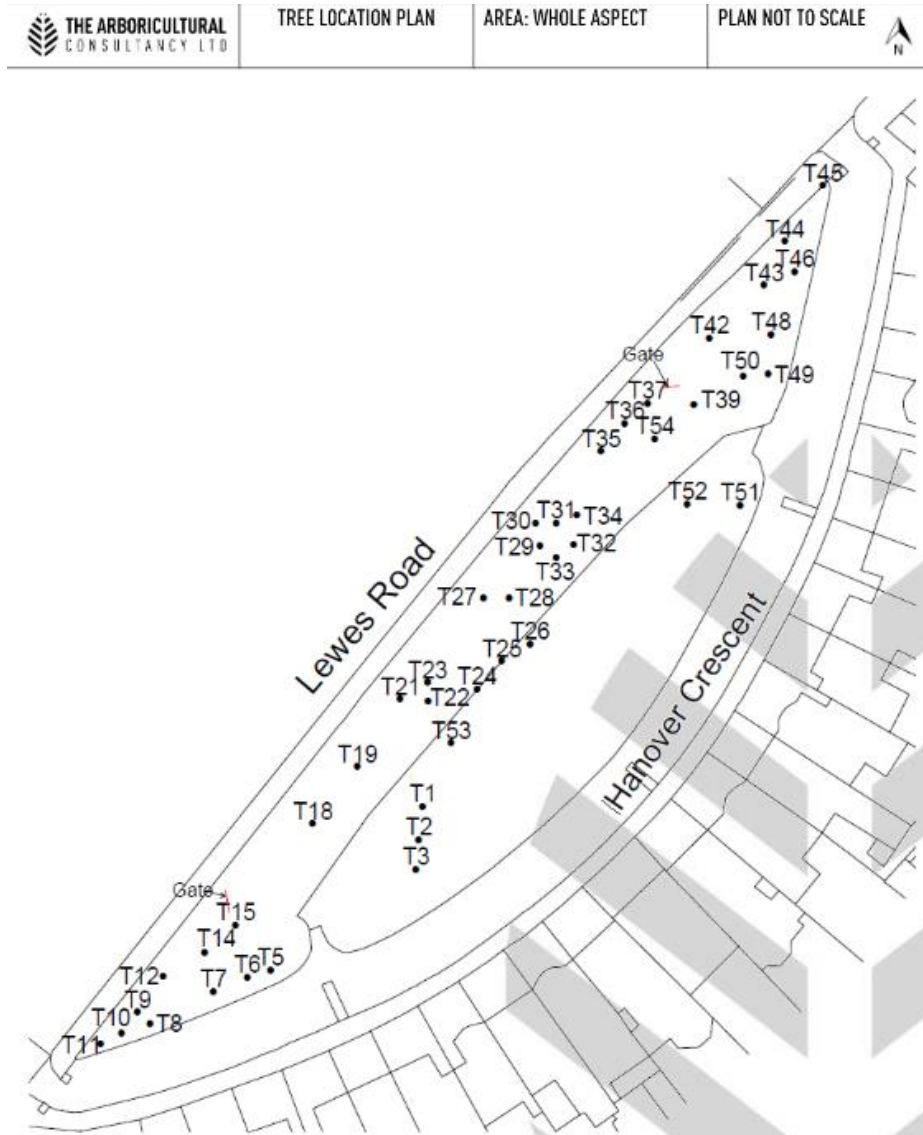 THE ARBORICULTURAL
CONSULTANCY LTD
TREE LOCATION PLAN
AREA: WHOLE ASPECT
PLAN NOT TO SCALE
N
T45
T44
T46
T43
T42
T48
Gate
T50
T49
T37
T39
T36
T54
T35
T52
T51
T31
T34
T30
T29
T32
T33
Lewes Road
T27
T28
T26
T25
Hanover Crescent
T23
T24
T21
T22
T53
T19
T1
T18
T2
T3
Gate
T15
T14
T6
T5
T12
T7
T9
T10
T8
T11